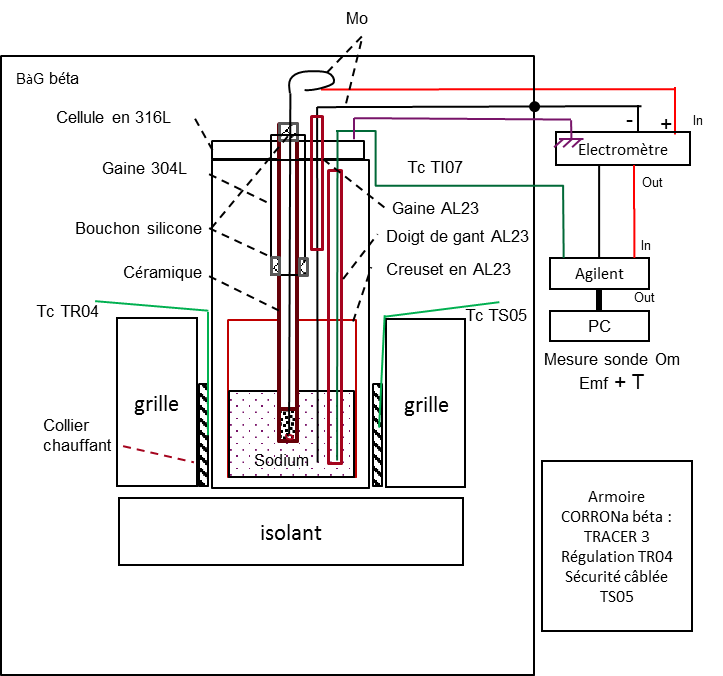 Mo
BàG béta
Cellule en 316L
Gaine 304L
Bouchon silicone
Céramique
Tc TR04
Tc TI07
Gaine AL23
Doigt de gant AL23
Creuset en AL23
Tc TS05
grille
grille
Collier
chauffant
Sodium
isolant
-
+
In
Electromètre
Out
In
Agilent
Out
PC
Mesure sonde Om
Emf + T
Armoire
CORRONa béta :
TRACER 3
Régulation TR04
Sécurité câblée
TS05